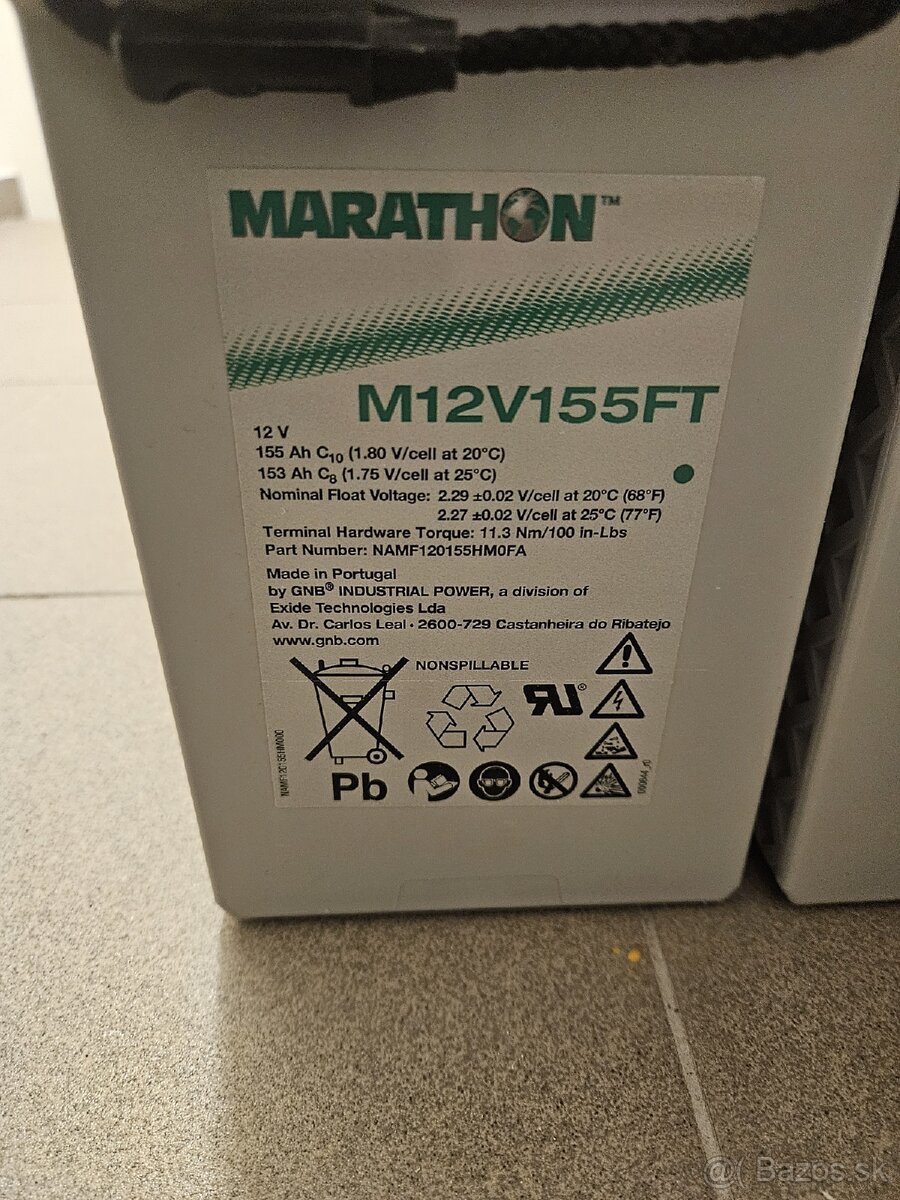 MARATHON™
M12V155FT
12 V
155 Ah C10 (1.80 V/cell at 20°C)
153 Ah C8 (1.75 V/cell at 25°C)
Nominal Float Voltage: 2.29 ±0.02 V/cell at 20°C (68°F)
2.27 ±0.02 V/cell at 25°C (77°F)
Terminal Hardware Torque: 11.3 Nm/100 in-Lbs
Part Number: NAMF120155HM0FA
Made in Portugal
by GNB® INDUSTRIAL POWER, a division of
Exide Technologies Lda
Av. Dr. Carlos Leal · 2600-729 Castanheira do Ribatejo
www.gnb.com
NONSPILLABLE
Pb
Bazos.sk